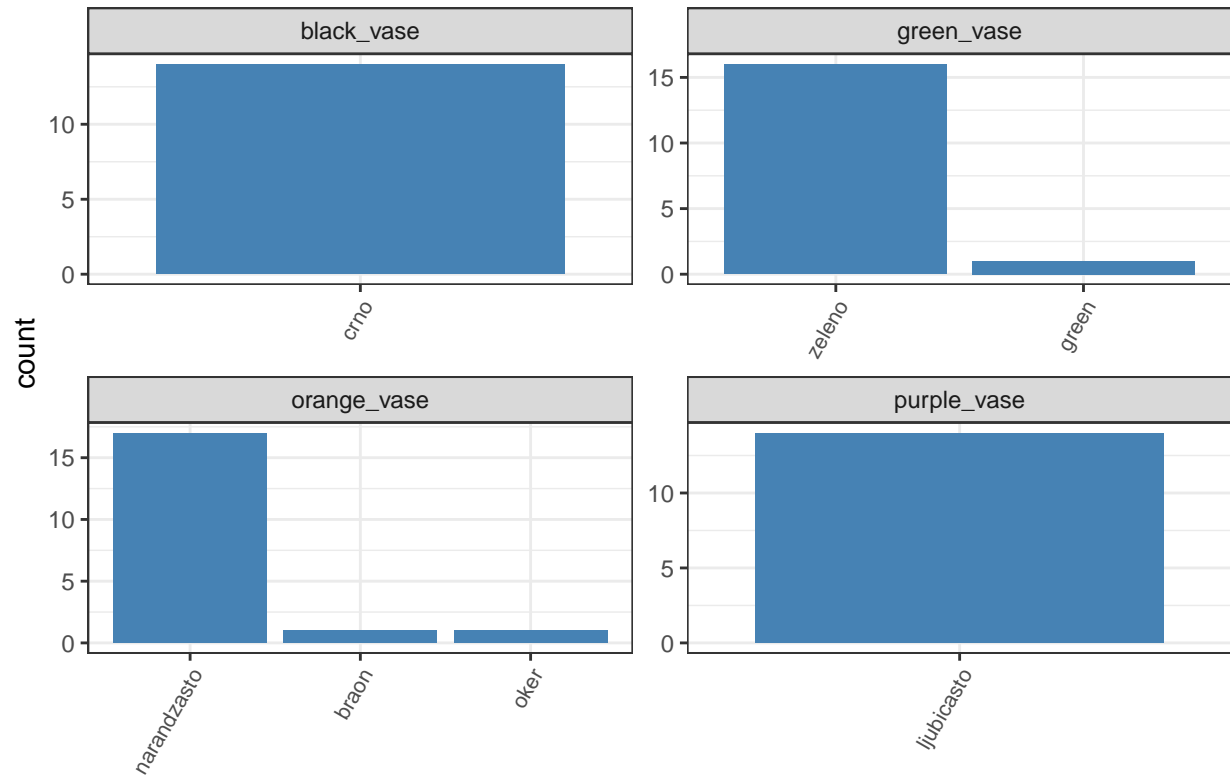 black_vase
green_vase
10
5
0
15
10
5
0
crno
zeleno
green
count
orange_vase
purple_vase
15
10
5
0
10
5
0
narandzasto
braon
oker
ljubicasto